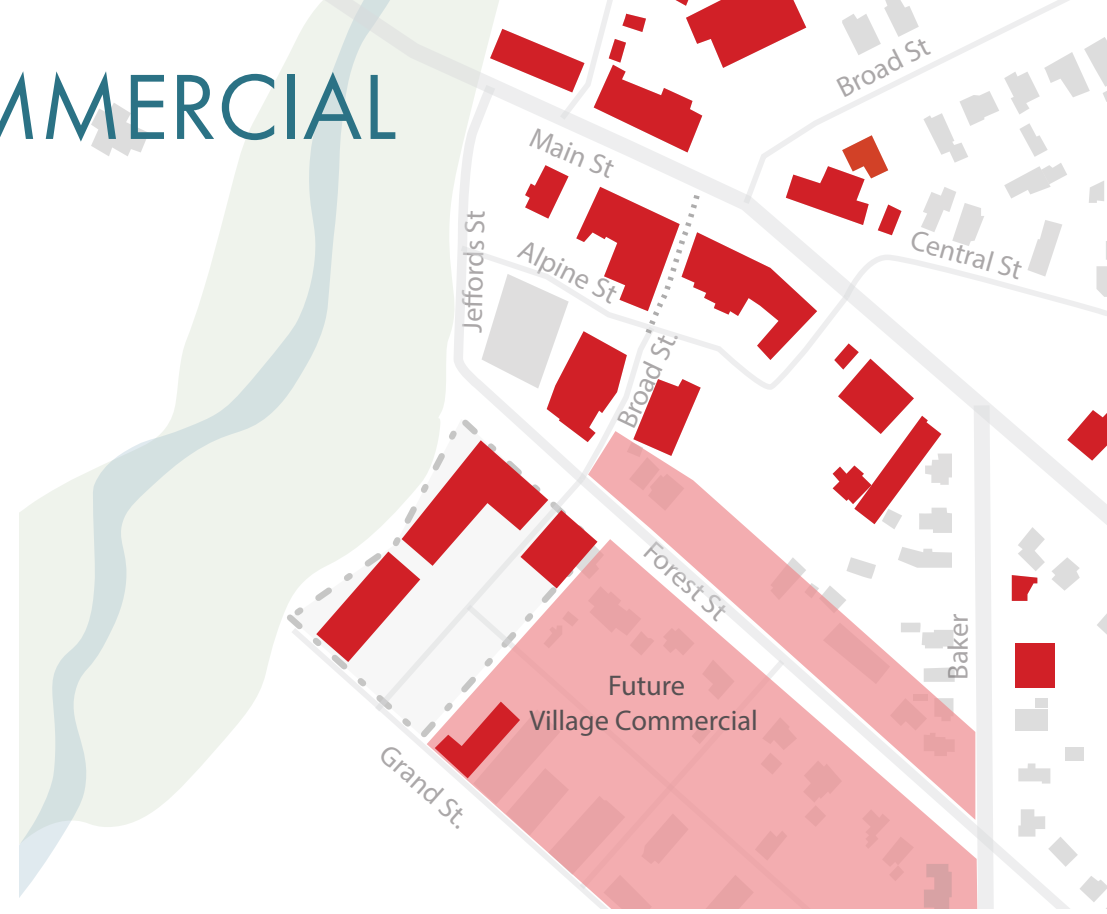 MMERCIAL
Broad St
Main St
Jeffords St
Alpine St
Central St
Broad St.
Forest St
Baker
Future
Village Commercial
Grand St.